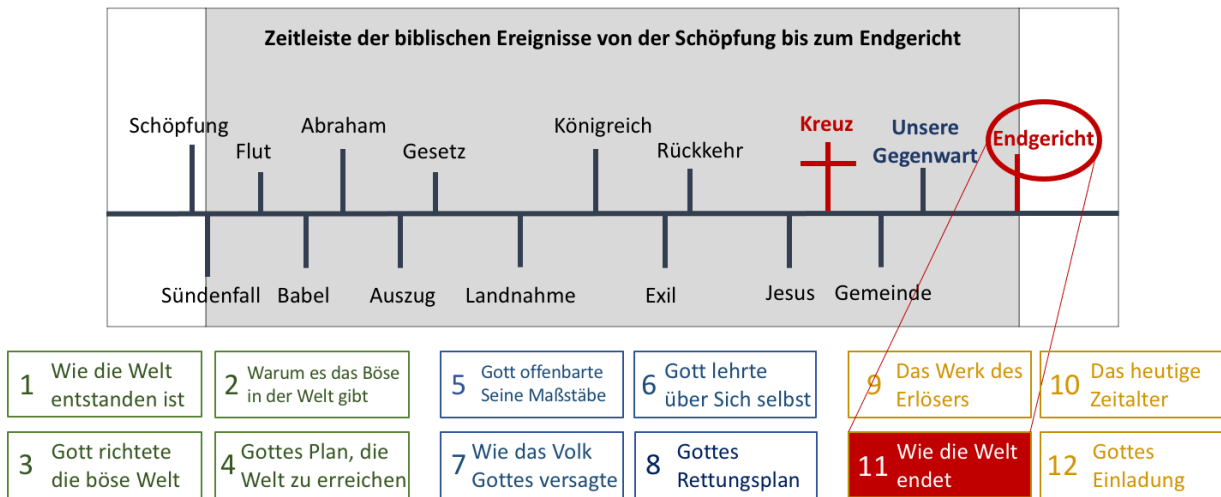 Zeitleiste der biblischen Ereignisse von der Schöpfung bis zum Endgericht
Schöpfung
Flut
Abraham
Gesetz
Königreich
Rückkehr
Kreuz
Unsere
Gegenwart
Endgericht
Sündenfall
Babel
Auszug
Landnahme
Exil
Jesus
Gemeinde
1 Wie die Welt
entstanden ist
2 Warum es das Böse
in der Welt gibt
5 Gott offenbarte
Seine Maßstäbe
6 Gott lehrte
über Sich selbst
9 Das Werk des
Erlösers
10 Das heutige
Zeitalter
3 Gott richtete
die böse Welt
4 Gottes Plan, die
Welt zu erreichen
7 Wie das Volk
Gottes versagte
8 Gottes
Rettungsplan
11 Wie die Welt
endet
12 Gottes
Einladung